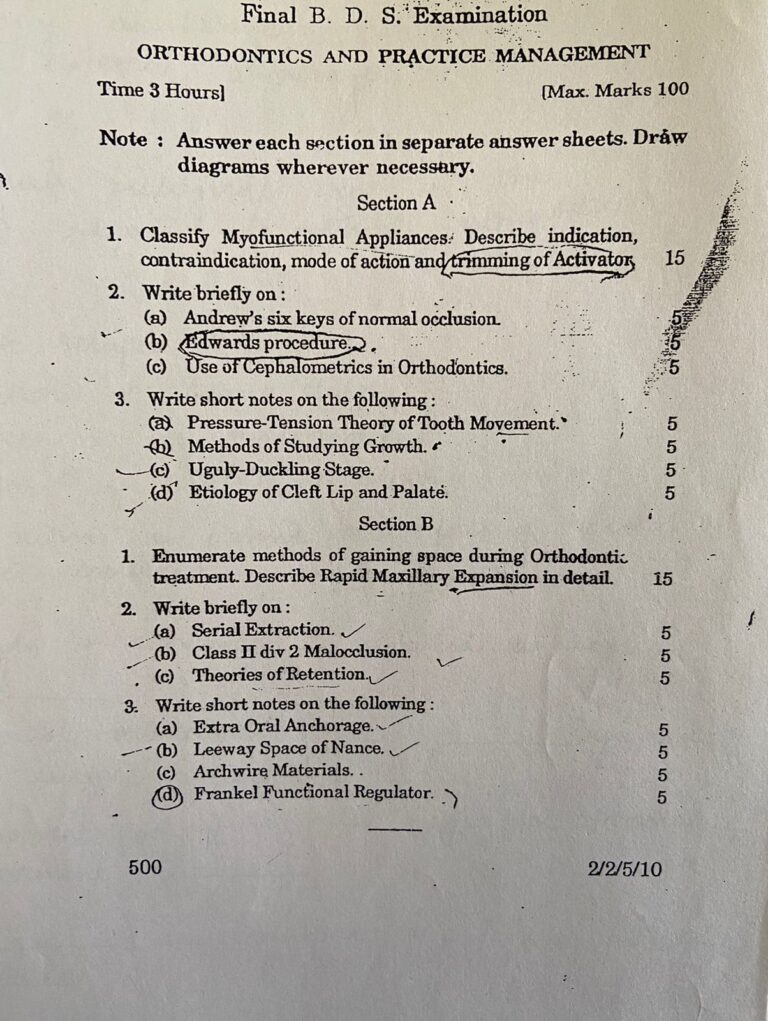 Final B. D. S. Examination
ORTHODONTICS AND PRACTICE MANAGEMENT
Time 3 Hours] [Max. Marks 100
Note : Answer each section in separate answer sheets. Draw
diagrams wherever necessary.
Section A
1. Classify Myofunctional Appliances. Describe indication,
contraindication, mode of action and trimming of Activator, 15
2. Write briefly on :
(a) Andrew's six keys of normal occlusion. 5
(b) Edwards procedure. 5
(c) Use of Cephalometrics in Orthodontics. 5
3. Write short notes on the following :
(a) Pressure-Tension Theory of Tooth Movement. 5
(b) Methods of Studying Growth. 5
(c) Uguly-Duckling Stage. 5
(d) Etiology of Cleft Lip and Palate. 5
Section B
1. Enumerate methods of gaining space during Orthodontic
treatment. Describe Rapid Maxillary Expansion in detail. 15
2. Write briefly on :
(a) Serial Extraction. 5
(b) Class II div 2 Malocclusion. 5
(c) Theories of Retention. 5
3. Write short notes on the following :
(a) Extra Oral Anchorage. 5
(b) Leeway Space of Nance. 5
(c) Archwire Materials. 5
(d) Frankel Functional Regulator. 5
500 2/2/5/10